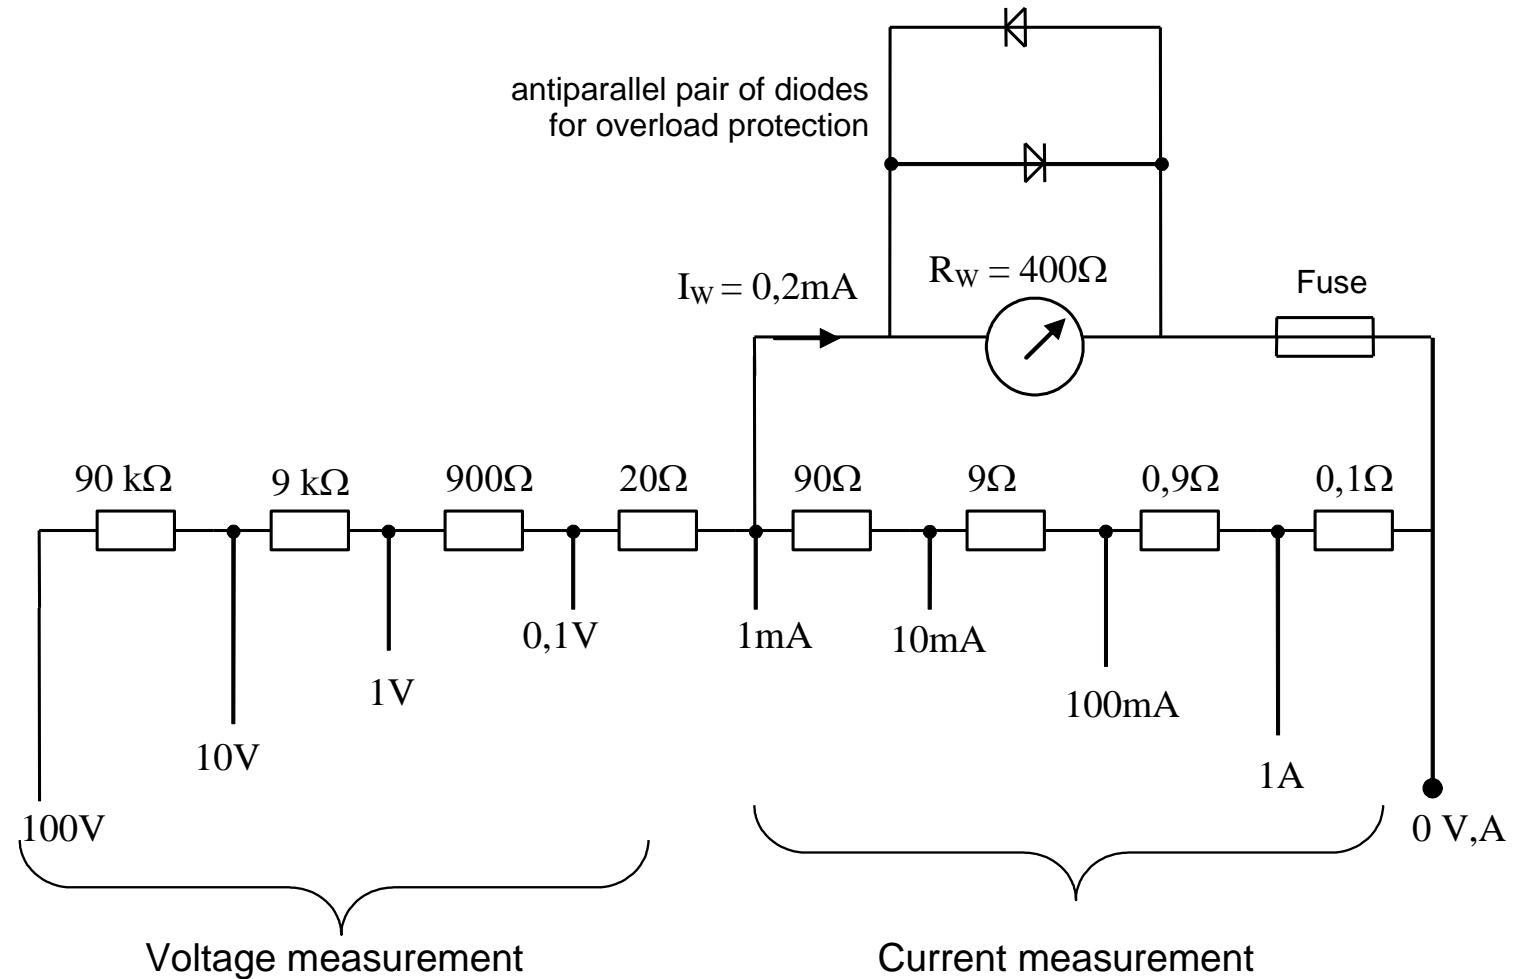 antiparallel pair of diodes
for overload protection
I_W = 0,2mA
R_W = 400Ω
Fuse
90 kΩ
9 kΩ
900Ω
20Ω
90Ω
9Ω
0,9Ω
0,1Ω
0,1V
1mA
10mA
1V
100mA
10V
1A
100V
0 V,A
Voltage measurement
Current measurement